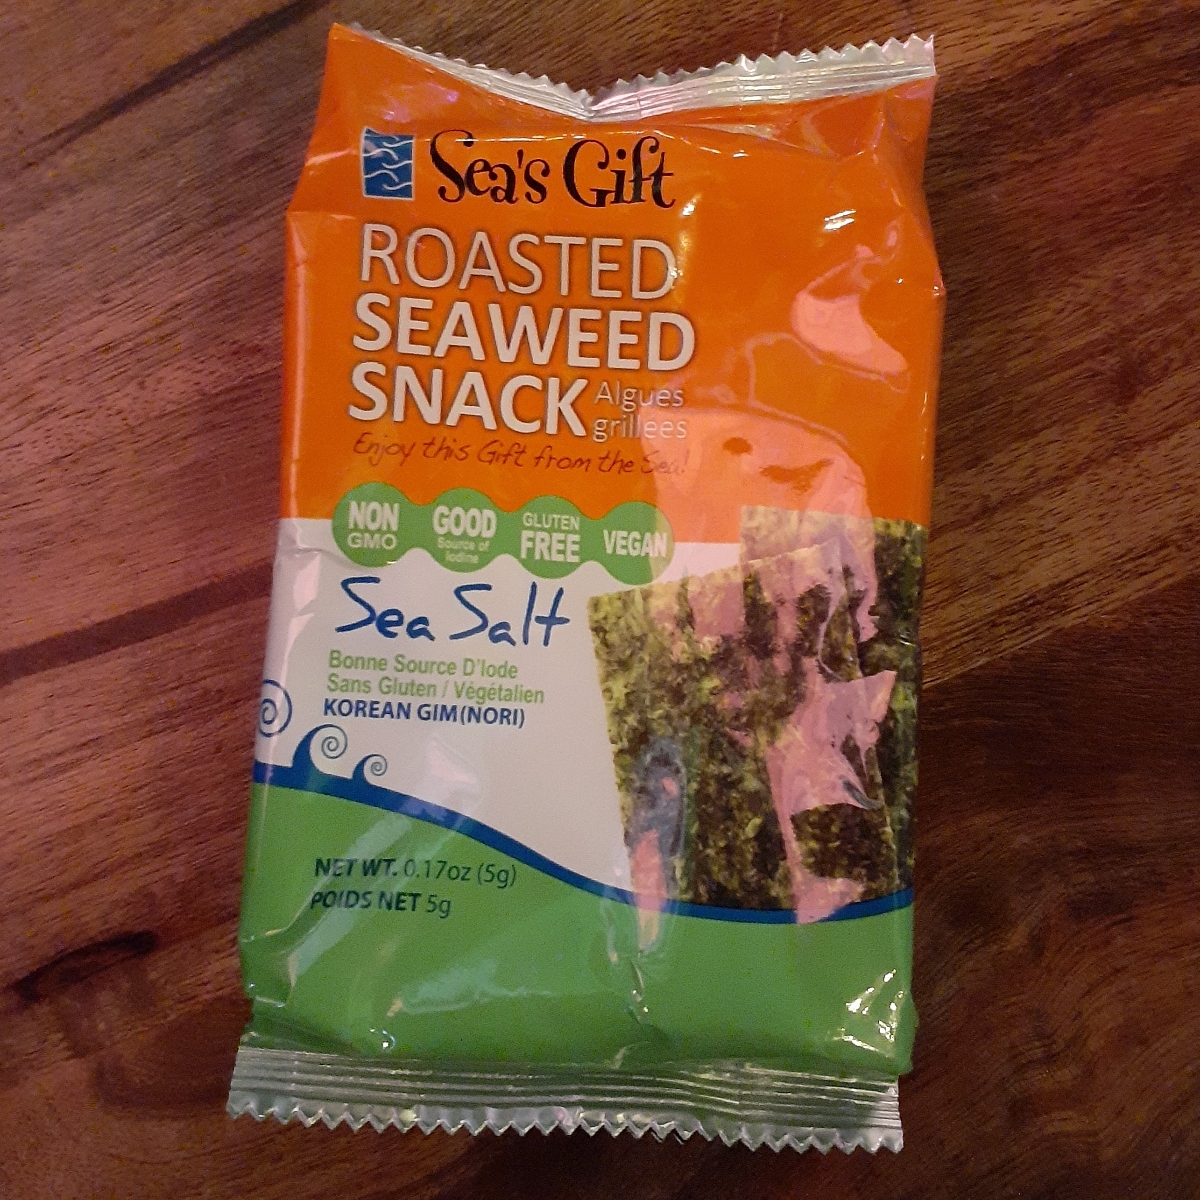 Sea's Gift
ROASTED
SEAWEED
SNACK
Algues
grillées
Enjoy this Gift from the Sea!
NON
GMO
GOOD
Source of
Iodine
GLUTEN
FREE
VEGAN
Sea Salt
Bonne Source D'Iode
Sans Gluten / Végétalien
KOREAN GIM(NORI)
NET WT. 0.17oz (5g)
POIDS NET 5g